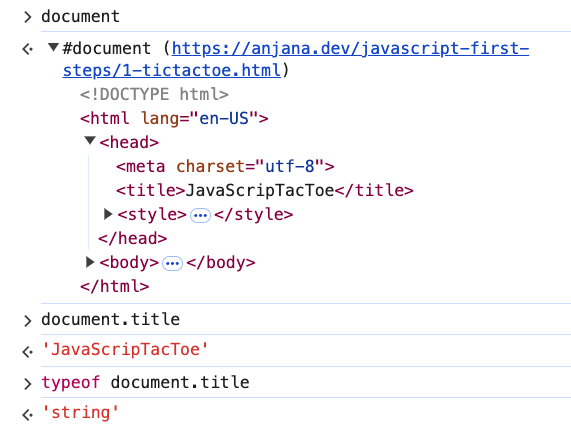 document
#document (https://anjana.dev/javascript-first-
steps/1-tictactoe.html)
<!DOCTYPE html>
<html lang="en-US">
<head>
<meta charset="utf-8">
<title>JavaScripTacToe</title>
<style>…</style>
</head>
<body>…</body>
</html>
document.title
'JavaScripTacToe'
typeof document.title
'string'